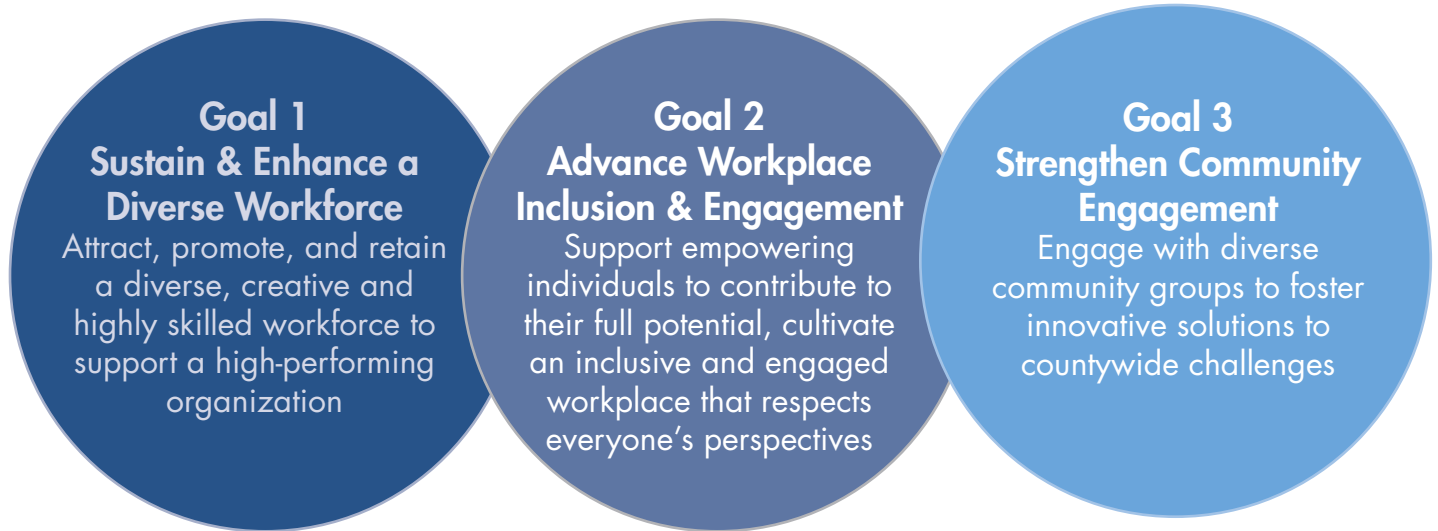 Goal 1
Sustain & Enhance a
Diverse Workforce
Attract, promote, and retain
a diverse, creative and
highly skilled workforce to
support a high-performing
organization
Goal 2
Advance Workplace
Inclusion & Engagement
Support empowering
individuals to contribute to
their full potential, cultivate
an inclusive and engaged
workplace that respects
everyone’s perspectives
Goal 3
Strengthen Community
Engagement
Engage with diverse
community groups to foster
innovative solutions to
countywide challenges